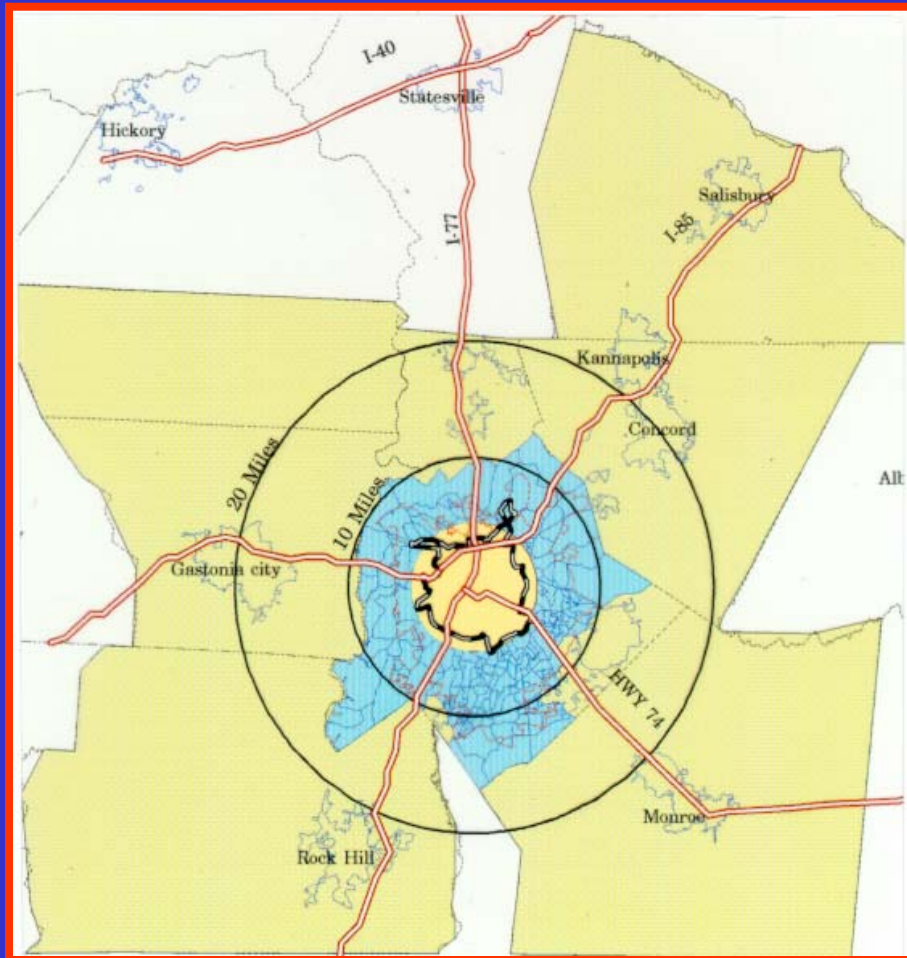 I-40
Statesville
Hickory
Salisbury
I-77
I-85
Kannapolis
Concord
20 Miles
10 Miles
Alb
Gastonia city
HWY 74
Monroe
Rock Hill